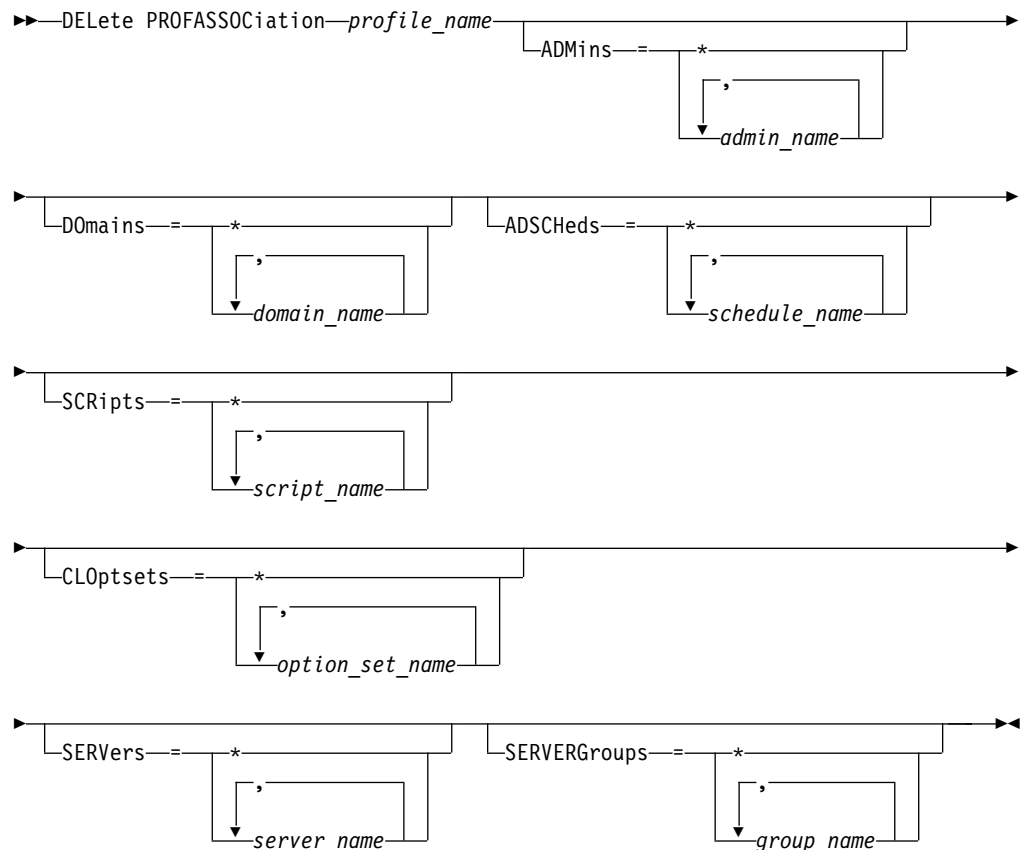 DELete PROFASSOCiation profile_name
ADMins = *
,
admin_name
DOmains = * ADSCHeds = *
, ,
domain_name schedule_name
SCRipts = *
,
script_name
CLOptsets = *
,
option_set_name
SERVers = * SERVERGroups = *
, ,
server_name group_name